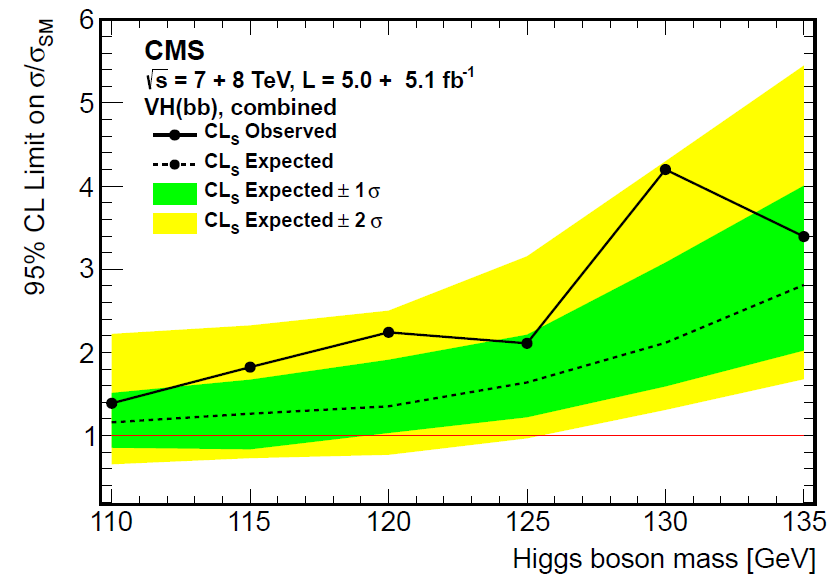 6
5
4
3
2
1
95% CL Limit on σ/σSM
CMS
√s = 7 + 8 TeV, L = 5.0 + 5.1 fb-1
VH(bb), combined
CLS Observed
CLS Expected
CLS Expected ± 1 σ
CLS Expected ± 2 σ
110 115 120 125 130 135
Higgs boson mass [GeV]